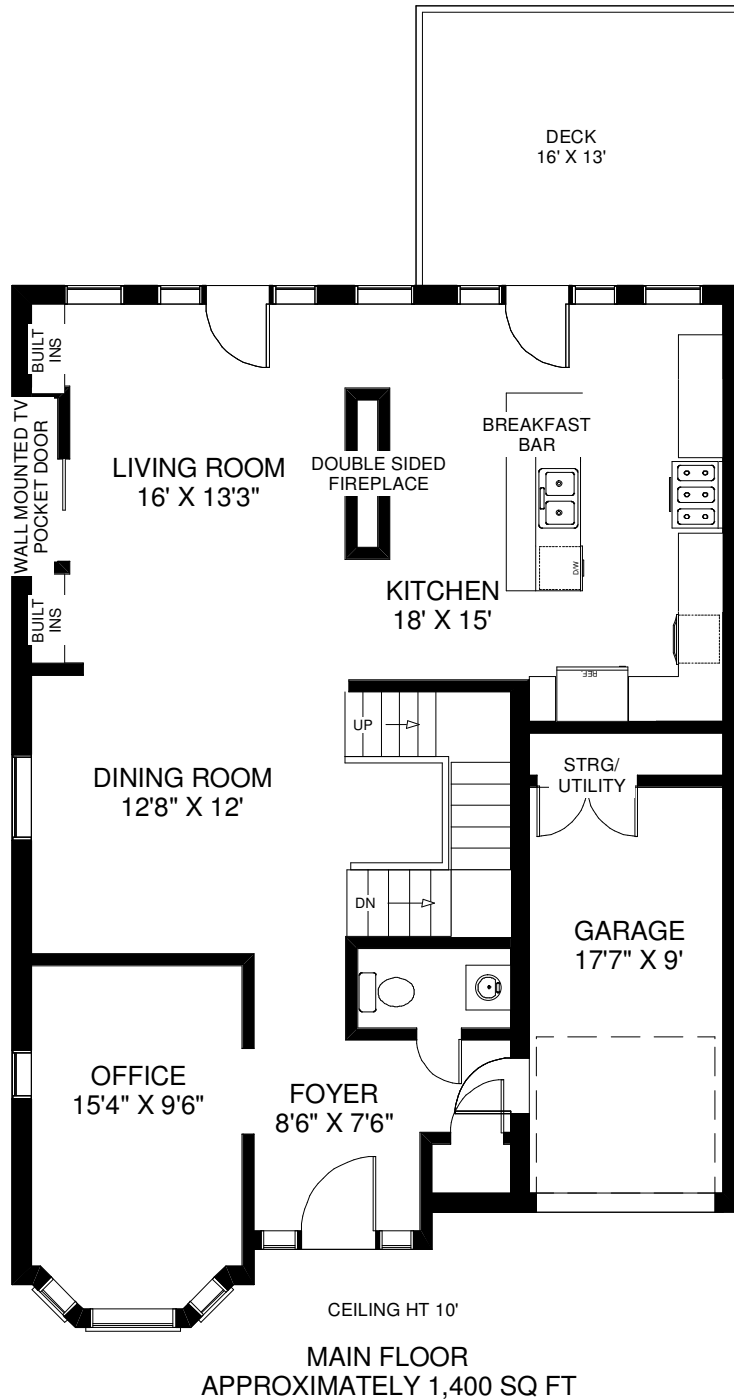 DECK
16' X 13'
BUILT
INS
WALL MOUNTED TV
POCKET DOOR
BUILT
INS
LIVING ROOM
16' X 13'3"
DOUBLE SIDED
FIREPLACE
BREAKFAST
BAR
D/W
KITCHEN
18' X 15'
REF
UP
DINING ROOM
12'8" X 12'
STRG/
UTILITY
DN
GARAGE
17'7" X 9'
OFFICE
15'4" X 9'6"
FOYER
8'6" X 7'6"
CEILING HT 10'
MAIN FLOOR
APPROXIMATELY 1,400 SQ FT